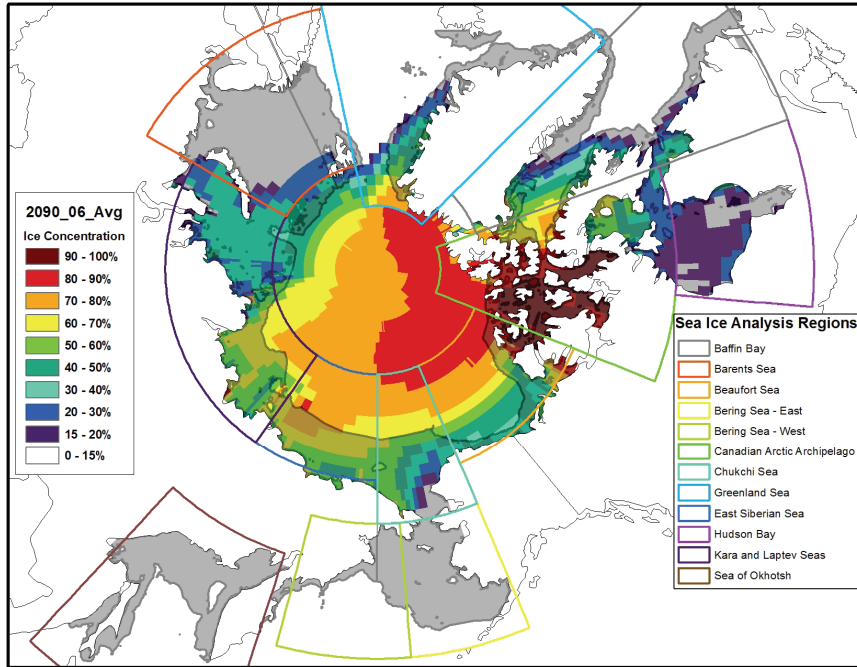 2090_06_Avg
Ice Concentration
90 - 100%
80 - 90%
70 - 80%
60 - 70%
50 - 60%
40 - 50%
30 - 40%
20 - 30%
15 - 20%
0 - 15%
Sea Ice Analysis Regions
Baffin Bay
Barents Sea
Beaufort Sea
Bering Sea - East
Bering Sea - West
Canadian Arctic Archipelago
Chukchi Sea
Greenland Sea
East Siberian Sea
Hudson Bay
Kara and Laptev Seas
Sea of Okhotsh